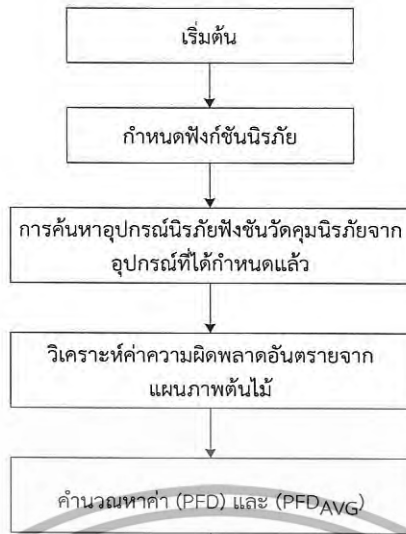 เริ่มต้น
กำหนดฟังก์ชันนิรภัย
การค้นหาอุปกรณ์นิรภัยฟังชันวัดคุมนิรภัยจาก
อุปกรณ์ที่ได้กำหนดแล้ว
วิเคราะห์ค่าความผิดพลาดอันตรายจาก
แผนภาพต้นไม้
คำนวณหาค่า (PFD) และ (PFDAVG)